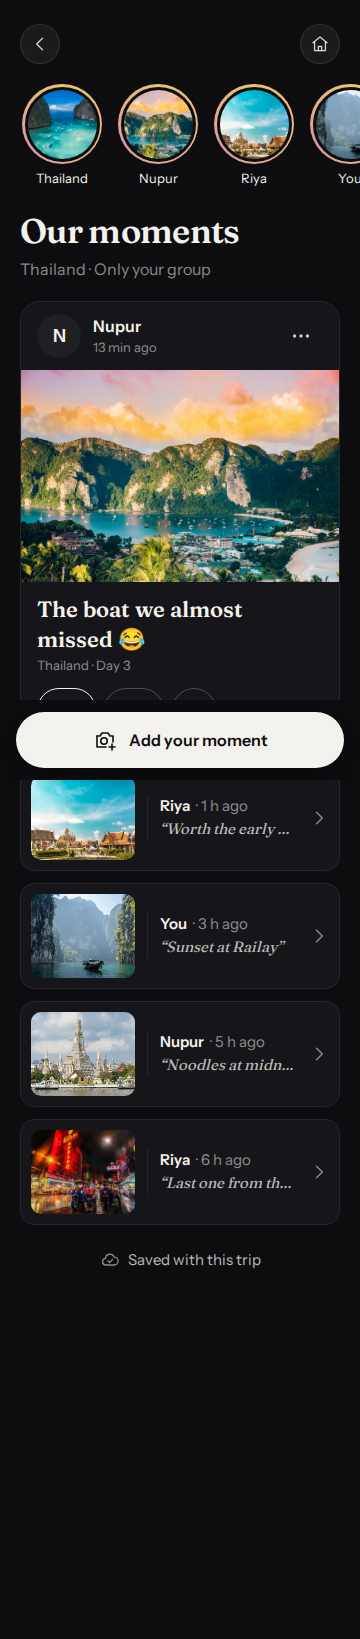 Thailand
Nupur
Riya
You
Our moments
Thailand · Only your group
N
Nupur
13 min ago
The boat we almost
missed 😂
Thailand · Day 3
Add your moment
Riya · 1 h ago
“Worth the early ...
You · 3 h ago
“Sunset at Railay”
Nupur · 5 h ago
“Noodles at midn...
Riya · 6 h ago
“Last one from th...
Saved with this trip